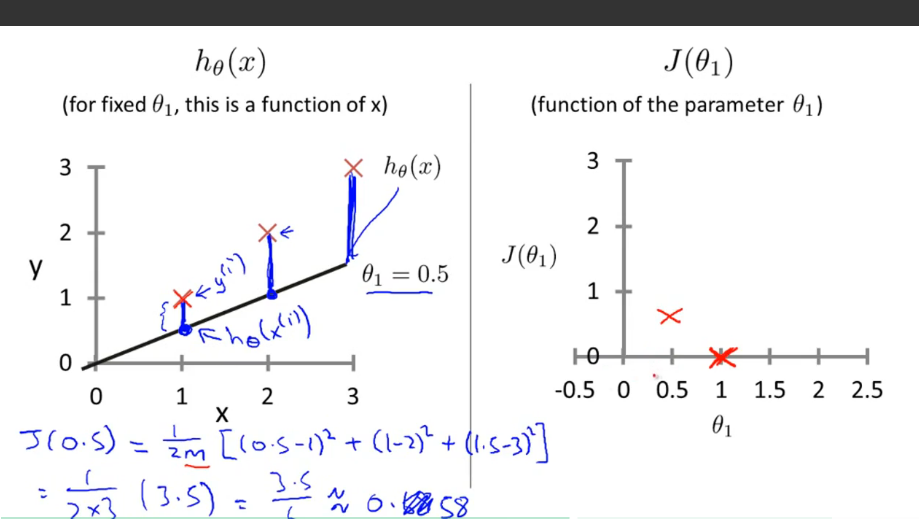 hθ(x)
(for fixed θ₁, this is a function of x)
3
2
1
0
y
0 1 2 3
x
hθ(x)
θ₁ = 0.5
y⁽ⁱ⁾
hθ(x⁽ⁱ⁾)
J(0.5) = 1/2m [(0.5-1)² + (1-2)² + (1.5-3)²]
= 1/2×3 (3.5) = 3.5/6 ≈ 0.58
J(θ₁)
(function of the parameter θ₁)
3
2
1
0
J(θ₁)
-0.5 0 0.5 1 1.5 2 2.5
θ₁